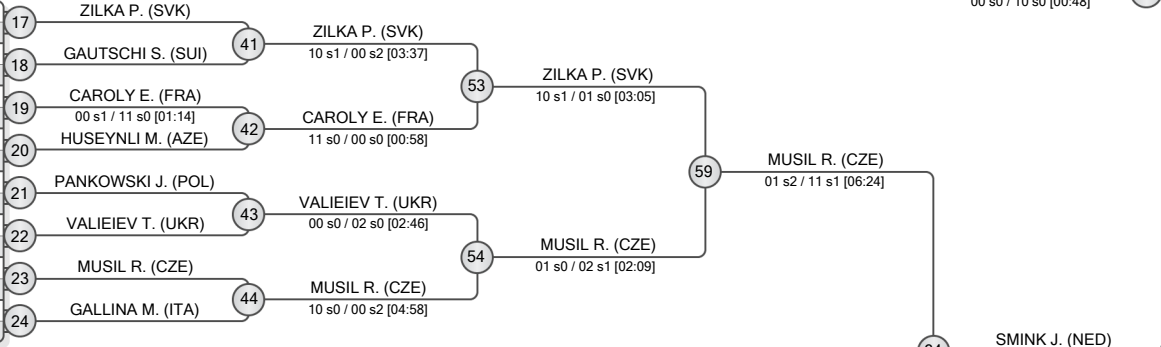 00 s0 / 10 s0 [00:48]
17
ZILKA P. (SVK)
18
GAUTSCHI S. (SUI)
41
ZILKA P. (SVK)
10 s1 / 00 s2 [03:37]
19
CAROLY E. (FRA)
00 s1 / 11 s0 [01:14]
20
HUSEYNLI M. (AZE)
42
CAROLY E. (FRA)
11 s0 / 00 s0 [00:58]
53
ZILKA P. (SVK)
10 s1 / 01 s0 [03:05]
21
PANKOWSKI J. (POL)
22
VALIEIEV T. (UKR)
43
VALIEIEV T. (UKR)
00 s0 / 02 s0 [02:46]
23
MUSIL R. (CZE)
24
GALLINA M. (ITA)
44
MUSIL R. (CZE)
10 s0 / 00 s2 [04:58]
54
MUSIL R. (CZE)
01 s0 / 02 s1 [02:09]
59
MUSIL R. (CZE)
01 s2 / 11 s1 [06:24]
SMINK J. (NED)